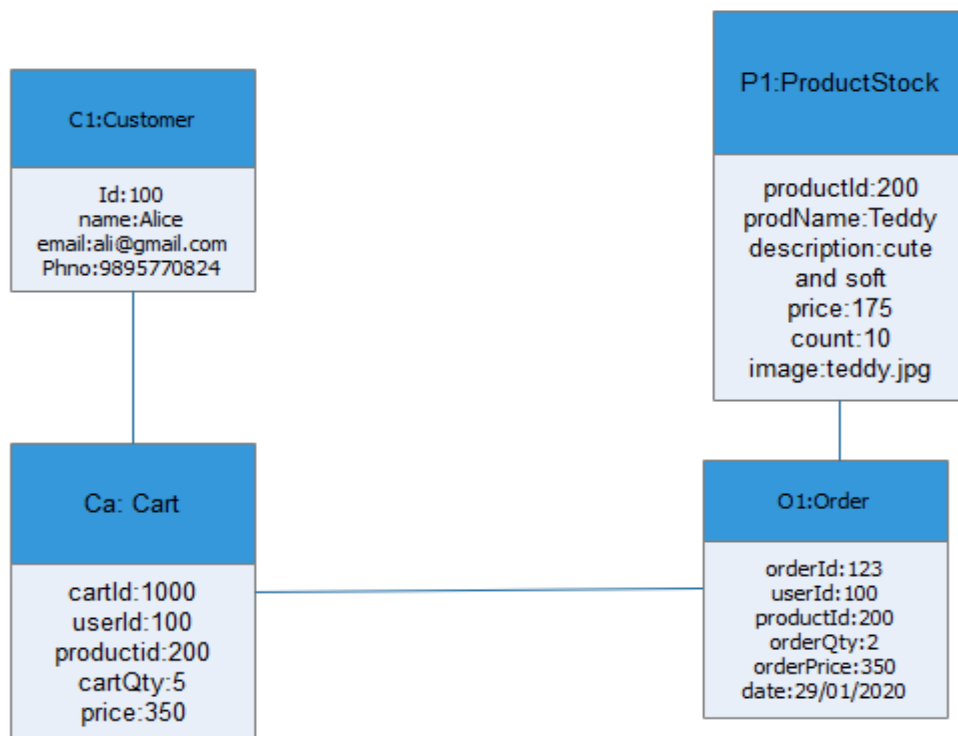 C1:Customer
Id:100
name:Alice
email:ali@gmail.com
Phno:9895770824
P1:ProductStock
productId:200
prodName:Teddy
description:cute
and soft
price:175
count:10
image:teddy.jpg
Ca: Cart
cartId:1000
userId:100
productid:200
cartQty:5
price:350
O1:Order
orderId:123
userId:100
productId:200
orderQty:2
orderPrice:350
date:29/01/2020